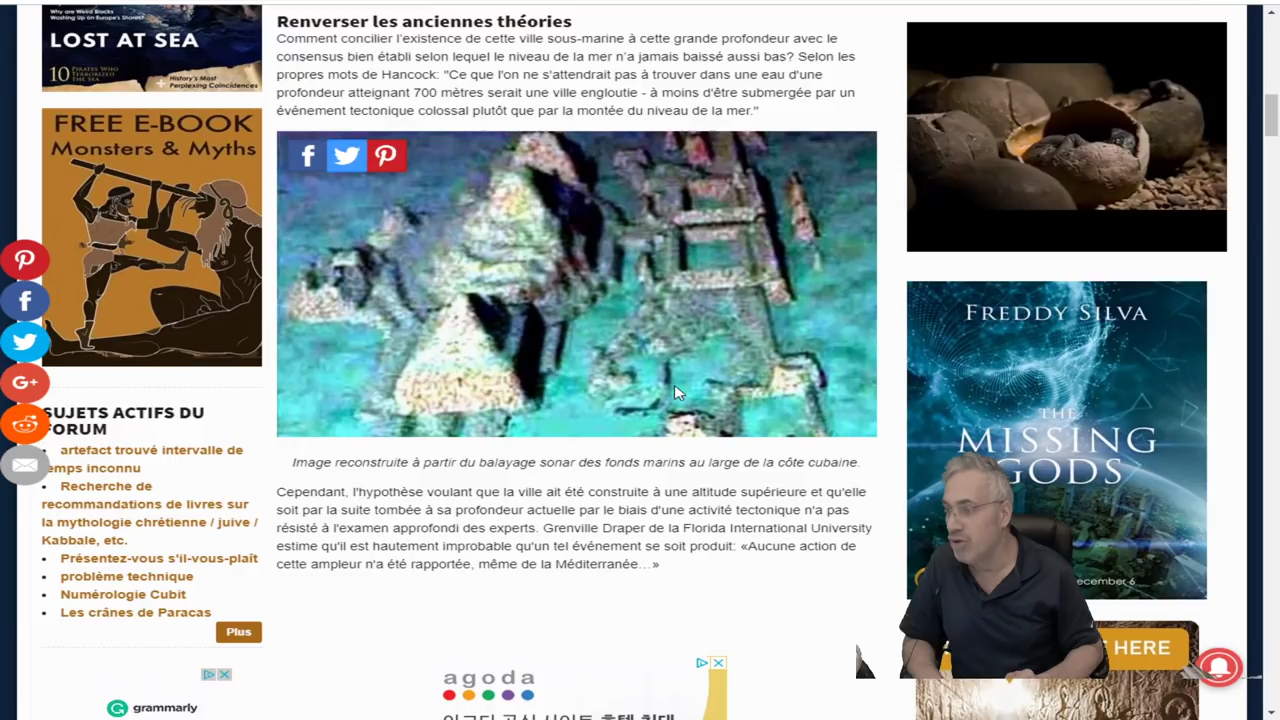 Why are Weird Blocks
Washing Up on Europe's Shores?
LOST AT SEA
10 PIRATES WHO
TERRORIZED
THE SEA
History's Most
Perplexing Coincidences
FREE E-BOOK
Monsters & Myths
SUJETS ACTIFS DU
FORUM
artefact trouvé intervalle de
emps inconnu
Recherche de
recommandations de livres sur
la mythologie chrétienne / juive /
Kabbale, etc.
Présentez-vous s'il-vous-plaît
problème technique
Numérologie Cubit
Les crânes de Paracas
Plus
grammarly
Renverser les anciennes théories
Comment concilier l'existence de cette ville sous-marine à cette grande profondeur avec le
consensus bien établi selon lequel le niveau de la mer n'a jamais baissé aussi bas? Selon les
propres mots de Hancock: "Ce que l'on ne s'attendrait pas à trouver dans une eau d'une
profondeur atteignant 700 mètres serait une ville engloutie - à moins d'être submergée par un
événement tectonique colossal plutôt que par la montée du niveau de la mer."
Image reconstruite à partir du balayage sonar des fonds marins au large de la côte cubaine.
Cependant, l'hypothèse voulant que la ville ait été construite à une altitude supérieure et qu'elle
soit par la suite tombée à sa profondeur actuelle par le biais d'une activité tectonique n'a pas
résisté à l'examen approfondi des experts. Grenville Draper de la Florida International University
estime qu'il est hautement improbable qu'un tel événement se soit produit: «Aucune action de
cette ampleur n'a été rapportée, même de la Méditerranée…»
agoda
FREDDY SILVA
THE
MISSING
GODS
ecember 6
HERE